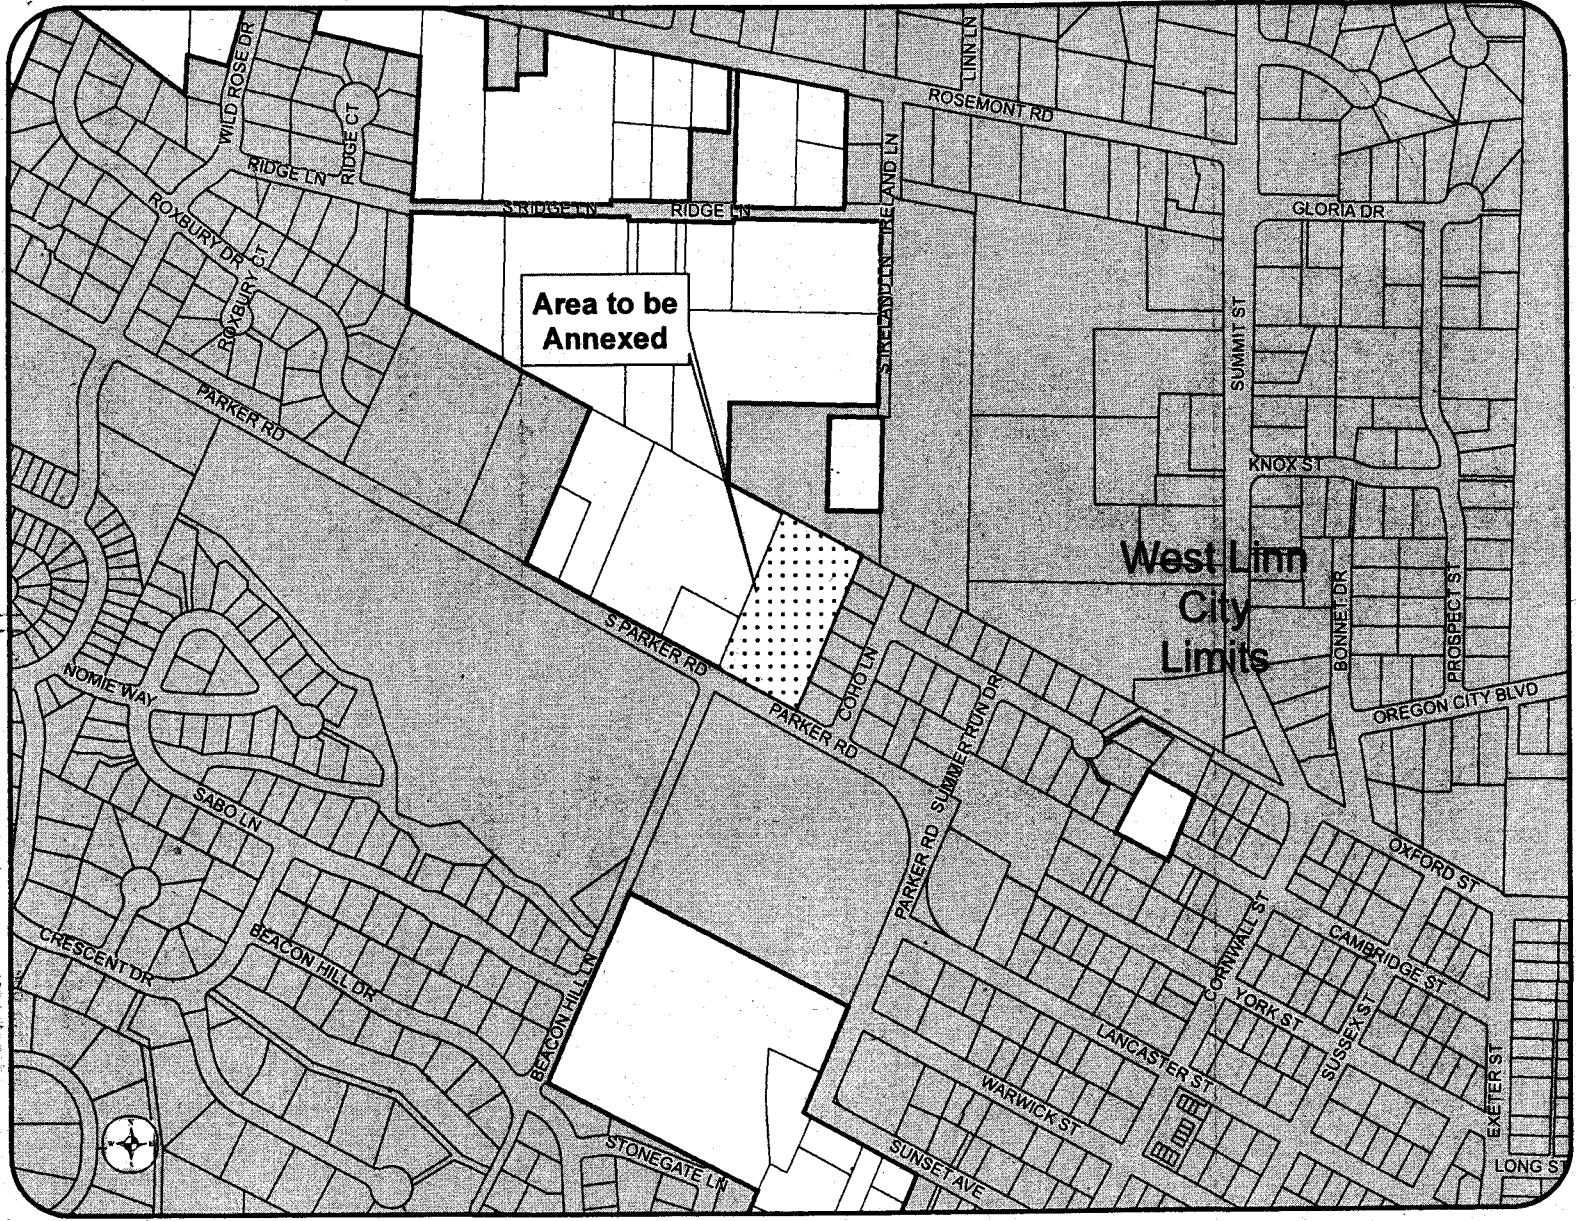 LINN LN
WILD ROSE DR
ROSEMONT RD
RIDGE CT
RIDGE LN
IRELAND LN
S RIDGE LN
RIDGE LN
GLORIA DR
ROXBURY DR
ROXBURY CT
S IRELAND LN
Area to be
Annexed
SUMMIT ST
PARKER RD
KNOX ST
West Linn
City
Limits
BONNET DR
PROSPECT ST
S PARKER RD
COHO LN
NOMIE WAY
SUMMER RUN DR
PARKER RD
OREGON CITY BLVD
SABO LN
PARKER RD
OXFORD ST
CORNWALL ST
CRESCENT DR
BEACON HILL DR
CAMBRIDGE ST
BEACON HILL LN
YORK ST
SUSSEX ST
LANCASTER ST
WARWICK ST
EXETER ST
STONEGATE LN
SUNSET AVE
LONG ST